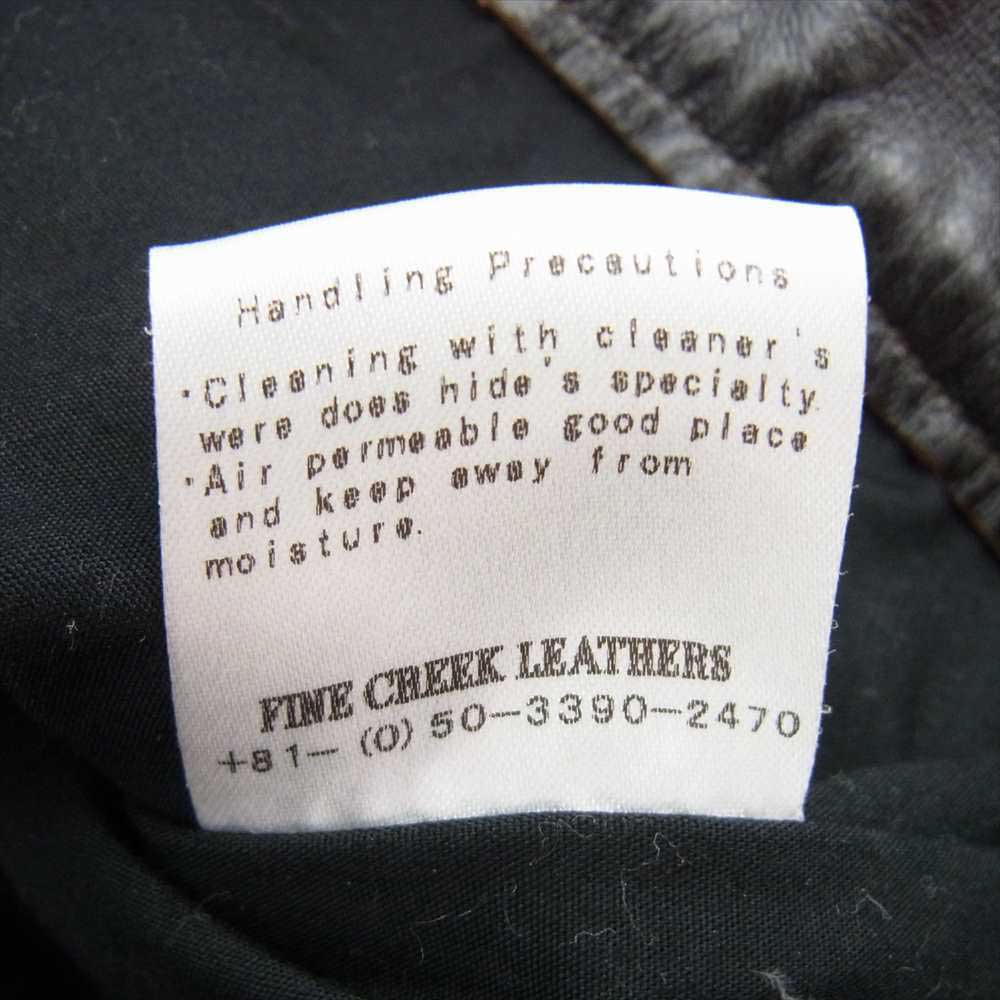 Handling Precautions
·Cleaning with cleaner's
were does hide's specialty.
·Air permeable good place
and keep away from
moisture.
FINE CREEK LEATHERS
+81-(0)50-3390-2470